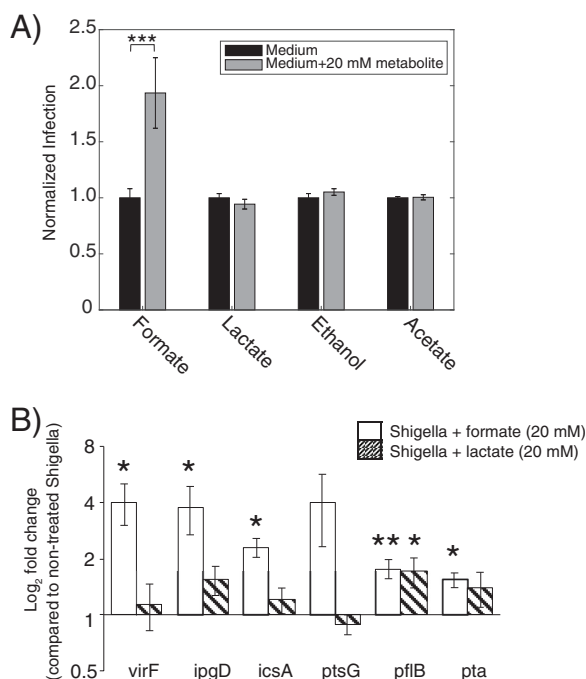 A)
2.5
2.0
1.5
1.0
0.5
0
Normalized Infection
***
Medium
Medium+20 mM metabolite
Formate
Lactate
Ethanol
Acetate
B)
Log2 fold change
(compared to non-treated Shigella)
8
4
2
1
0.5
Shigella + formate (20 mM)
Shigella + lactate (20 mM)
* * * ** * *
virF ipgD icsA ptsG pflB pta